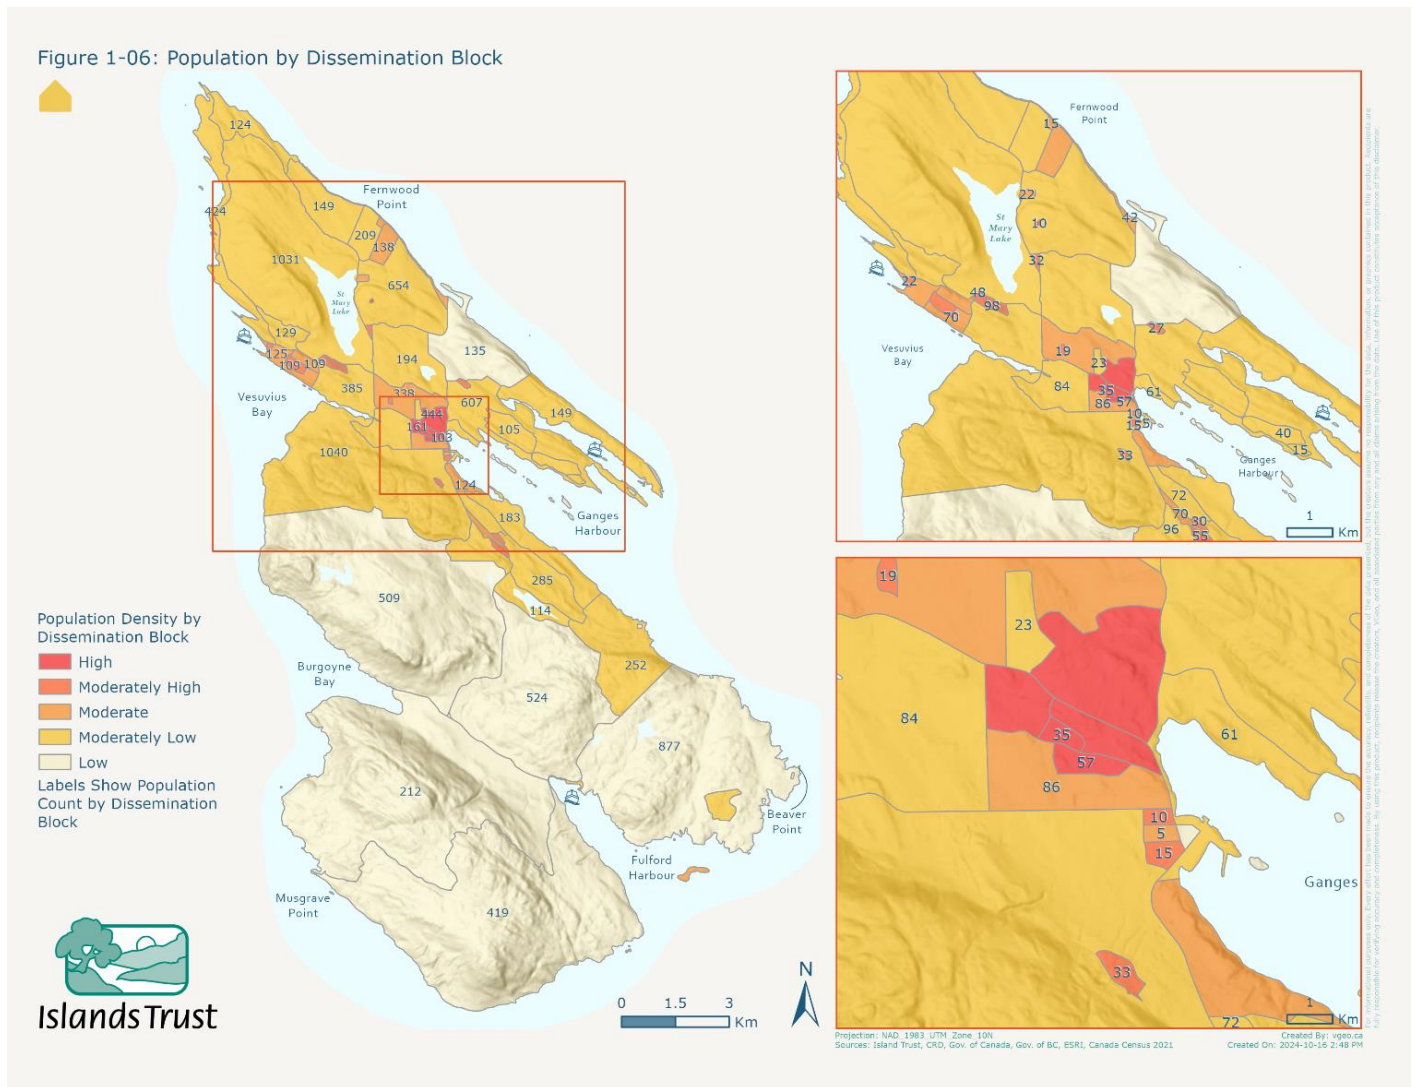 Figure 1-06: Population by Dissemination Block
124
Fernwood
Point
424
149
209
138
1031
654
St
Mary
Lake
129
135
125
109
109
194
385
338
607
Vesuvius
Bay
444
149
161
103
105
1040
124
183
Ganges
Harbour
285
509
114
252
Burgoyne
Bay
524
877
212
Beaver
Point
Fulford
Harbour
Musgrave
Point
419
Population Density by
Dissemination Block
High
Moderately High
Moderate
Moderately Low
Low
Labels Show Population
Count by Dissemination
Block
Islands Trust
0 1.5 3
Km
N
Fernwood
Point
15
22
10
42
St
Mary
Lake
32
22
48
98
70
27
Vesuvius
Bay
19
23
84
35
61
86
57
10
15
5
40
15
33
Ganges
Harbour
72
70
30
96
55
1
Km
19
23
84
35
61
57
86
10
5
15
Ganges
33
72
1
Km
Projection: NAD_1983_UTM_Zone_10N
Sources: Island Trust, CRD, Gov. of Canada, Gov. of BC, ESRI, Canada Census 2021
Created By: vgeo.ca
Created On: 2024-10-16 2:48 PM